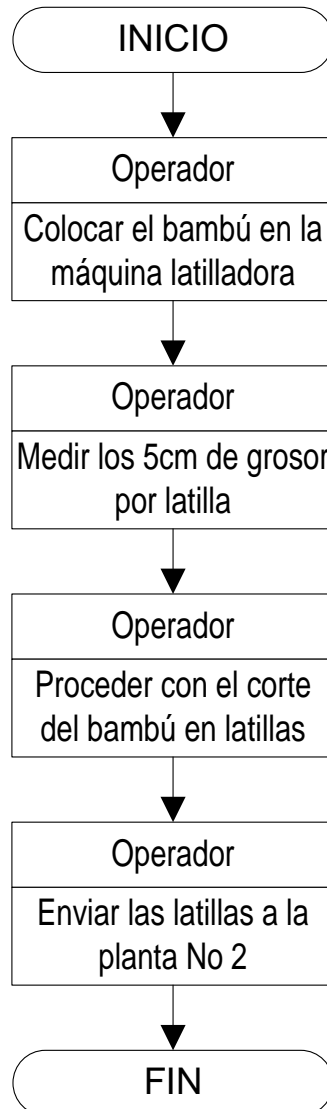 INICIO
Operador
Colocar el bambú en la
máquina latilladora
Operador
Medir los 5cm de grosor
por latilla
Operador
Proceder con el corte
del bambú en latillas
Operador
Enviar las latillas a la
planta No 2
FIN